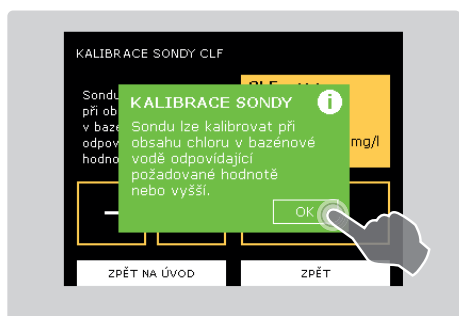 KALIBRACE SONDY CLF
Sondu
při ob
v bazé
odpov
hodno
mg/l
KALIBRACE SONDY i
Sondu lze kalibrovat při
obsahu chloru v bazénové
vodě odpovídající
požadované hodnotě
nebo vyšší.
OK
ZPĚT NA ÚVOD
ZPĚT